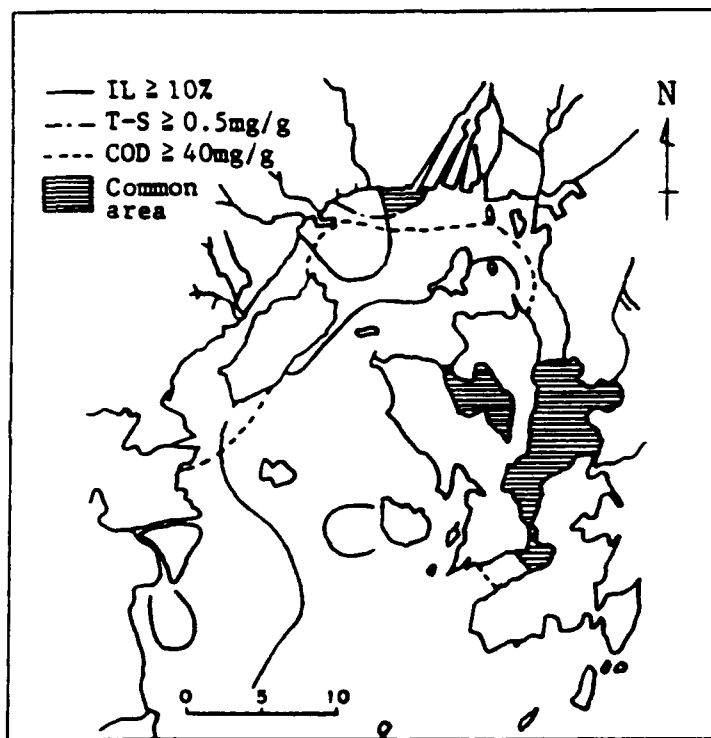 IL ≥ 10%
T-S ≥ 0.5mg/g
COD ≥ 40mg/g
Common
area
N
0 5 10